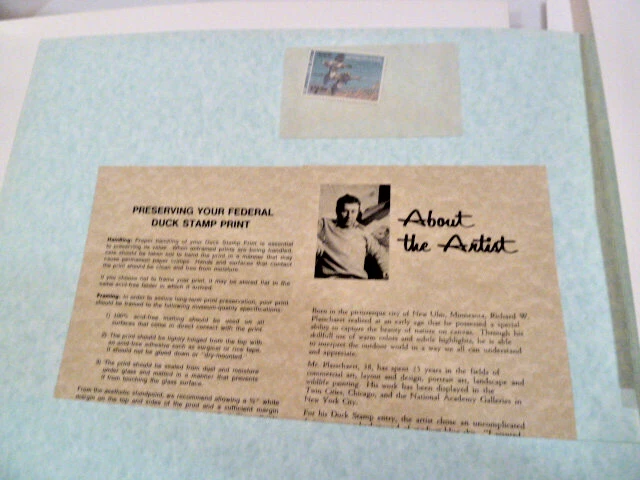 PRESERVING YOUR FEDERAL
DUCK STAMP PRINT
Handling: Proper handling of your Duck Stamp Print is essential
to preserving its value. When unframed prints are being handled,
care should be taken not to bend the print in a manner that may
cause permanent paper crimps. Hands and surfaces that contact
the print should be clean and free from moisture.
If you choose not to frame your print, it may be stored flat in the
same acid-free folder in which it arrived.
Framing: In order to assure long-term print preservation, your print
should be framed to the following museum-quality specifications:
1) 100% acid-free matting should be used on all
surfaces that come in direct contact with the print
2) The print should be lightly hinged from the top with
an acid-free adhesive such as wargear or rice tape.
It should not be glued down or "dry-mounted
3) The print should be sealed from dust and moisture
under glass and matted in a manner that prevents
it from touching the glass surface.
From the aesthetic standpoint, we recommend allowing a ½" white
margin on the top and sides of the print and a sufficient margin
About
the Artist
Born in the picturesque city of New Ulm, Minnesota, Richard W.
Plasschaert realized at an early age that he possessed a special
ability to capture the beauty of nature on canvas. Through his
skillful use of warm colors and subtle highlights, he is able
to interpret the outdoor world in a way we all can understand
and appreciate.
Mr. Plasschaert, 38, has spent 15 years in the fields of
commercial art, layout and design, portrait art, landscape and
wildlife painting. His work has been displayed in the
Twin Cities, Chicago, and the National Academy Galleries in
New York City.
For his Duck Stamp entry, the artist chose an uncomplicated